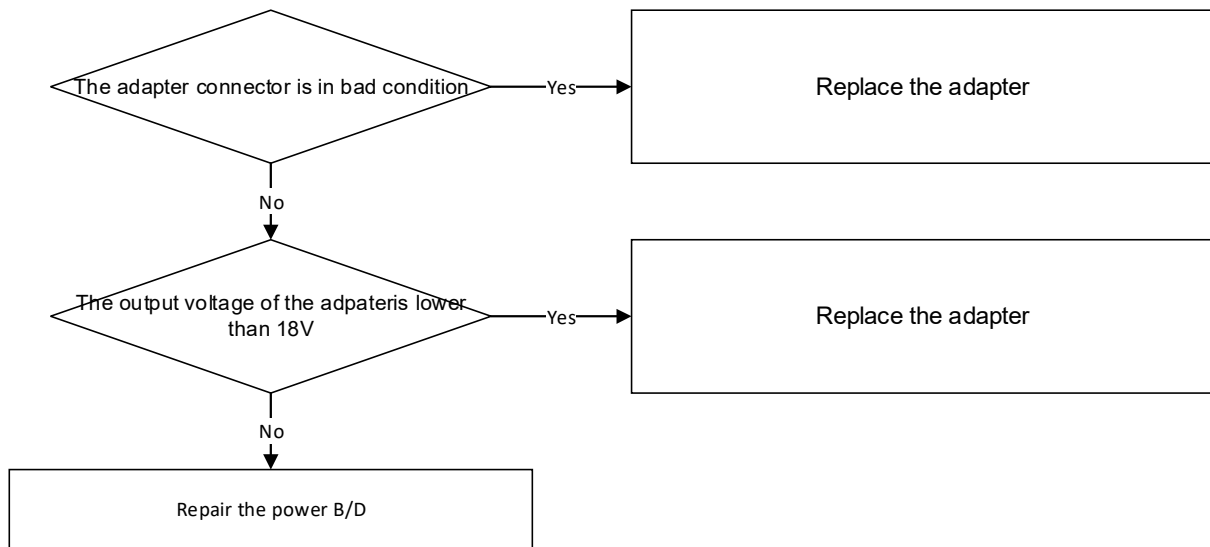 The adapter connector is in bad condition
Yes
Replace the adapter
No
The output voltage of the adpateris lower
than 18V
Yes
Replace the adapter
No
Repair the power B/D